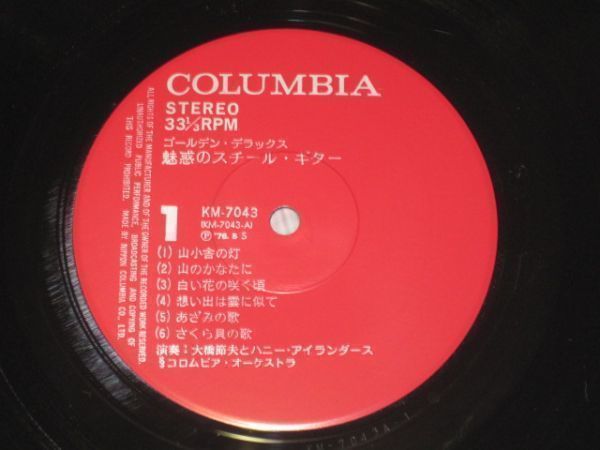 COLUMBIA
STEREO
33⅓RPM
ゴールデン・デラックス
魅惑のスチール・ギター
1
KM-7043
(KM-7043-A)
Ⓟ '76. 8 S
(1) 山小舎の灯
(2) 山のかなたに
(3) 白い花の咲く頃
(4) 想い出は雲に似て
(5) あざみの歌
(6) さくら貝の歌
演奏：大橋節夫とハニー・アイランダース
コロムビア・オーケストラ
ALL RIGHTS OF THE MANUFACTURER AND OF THE OWNER OF THE RECORDED WORK RESERVED.
UNAUTHORIZED PUBLIC PERFORMANCE, BROADCASTING AND COPYING OF
THIS RECORD PROHIBITED. MADE BY NIPPON COLUMBIA CO., LTD.
KM-7043A-1